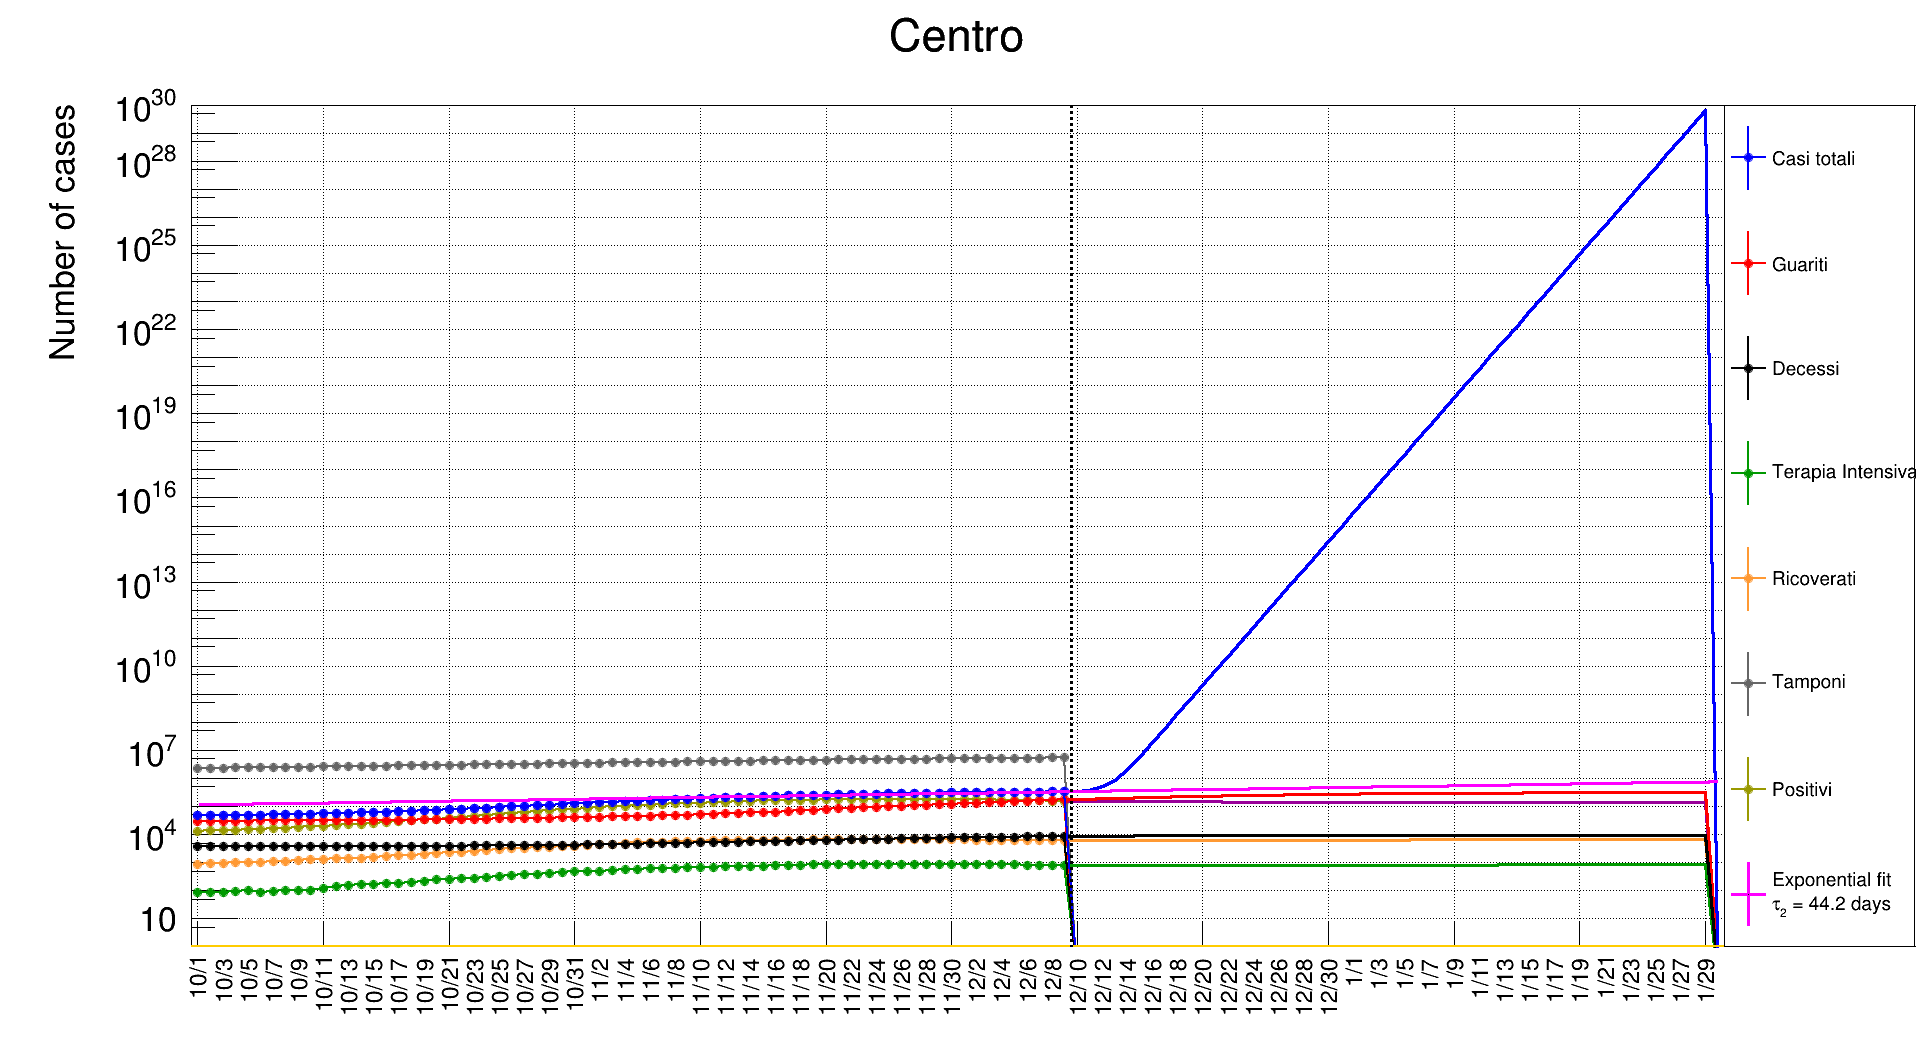 Centro
Number of cases
10^30
10^28
10^25
10^22
10^19
10^16
10^13
10^10
10^7
10^4
10
10/1 10/3 10/5 10/7 10/9 10/11 10/13 10/15 10/17 10/19 10/21 10/23 10/25 10/27 10/29 10/31 11/2 11/4 11/6 11/8 11/10 11/12 11/14 11/16 11/18 11/20 11/22 11/24 11/26 11/28 11/30 12/2 12/4 12/6 12/8 12/10 12/12 12/14 12/16 12/18 12/20 12/22 12/24 12/26 12/28 12/30 1/1 1/3 1/5 1/7 1/9 1/11 1/13 1/15 1/17 1/19 1/21 1/23 1/25 1/27 1/29
Casi totali
Guariti
Decessi
Terapia Intensiva
Ricoverati
Tamponi
Positivi
Exponential fit
τ₂ = 44.2 days